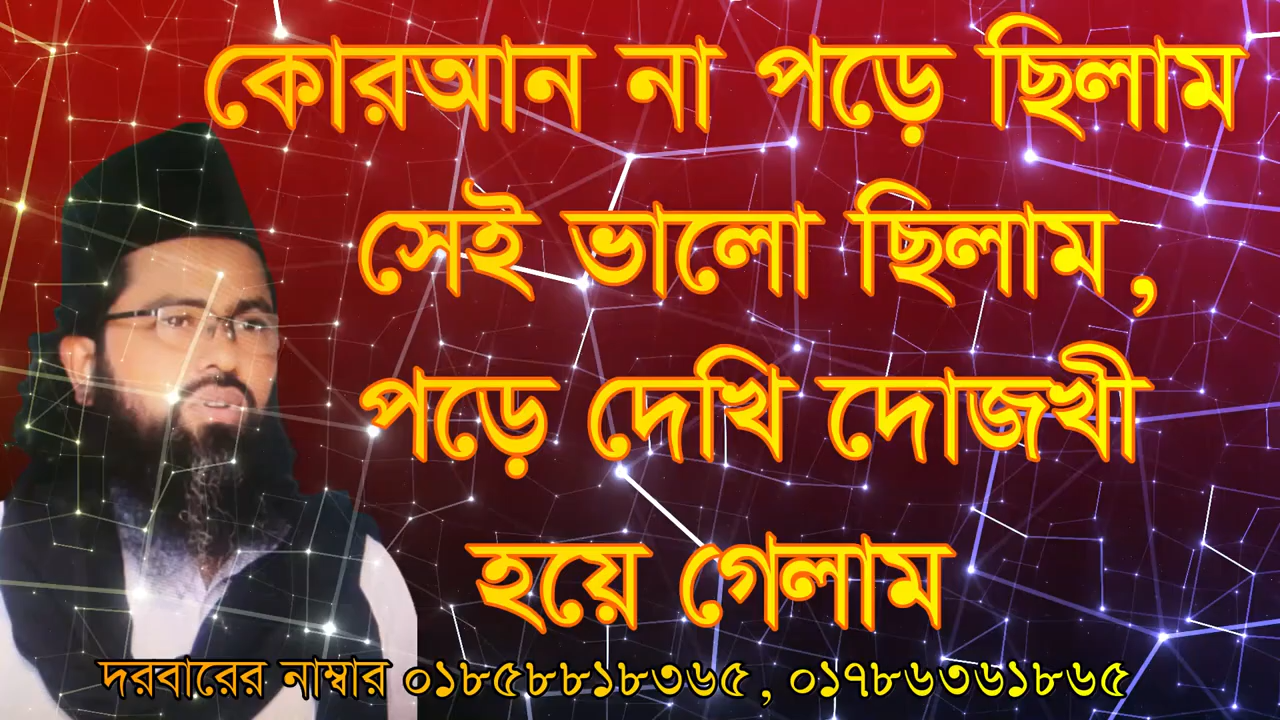 কোরআন না পড়ে ছিলাম
সেই ভালো ছিলাম,
পড়ে দেখি দোজখী
হয়ে গেলাম
দরবারের নাম্বার ০১৮৫৮৮১৮৩৬৫, ০১৭৮৬৩৬১৮৬৫